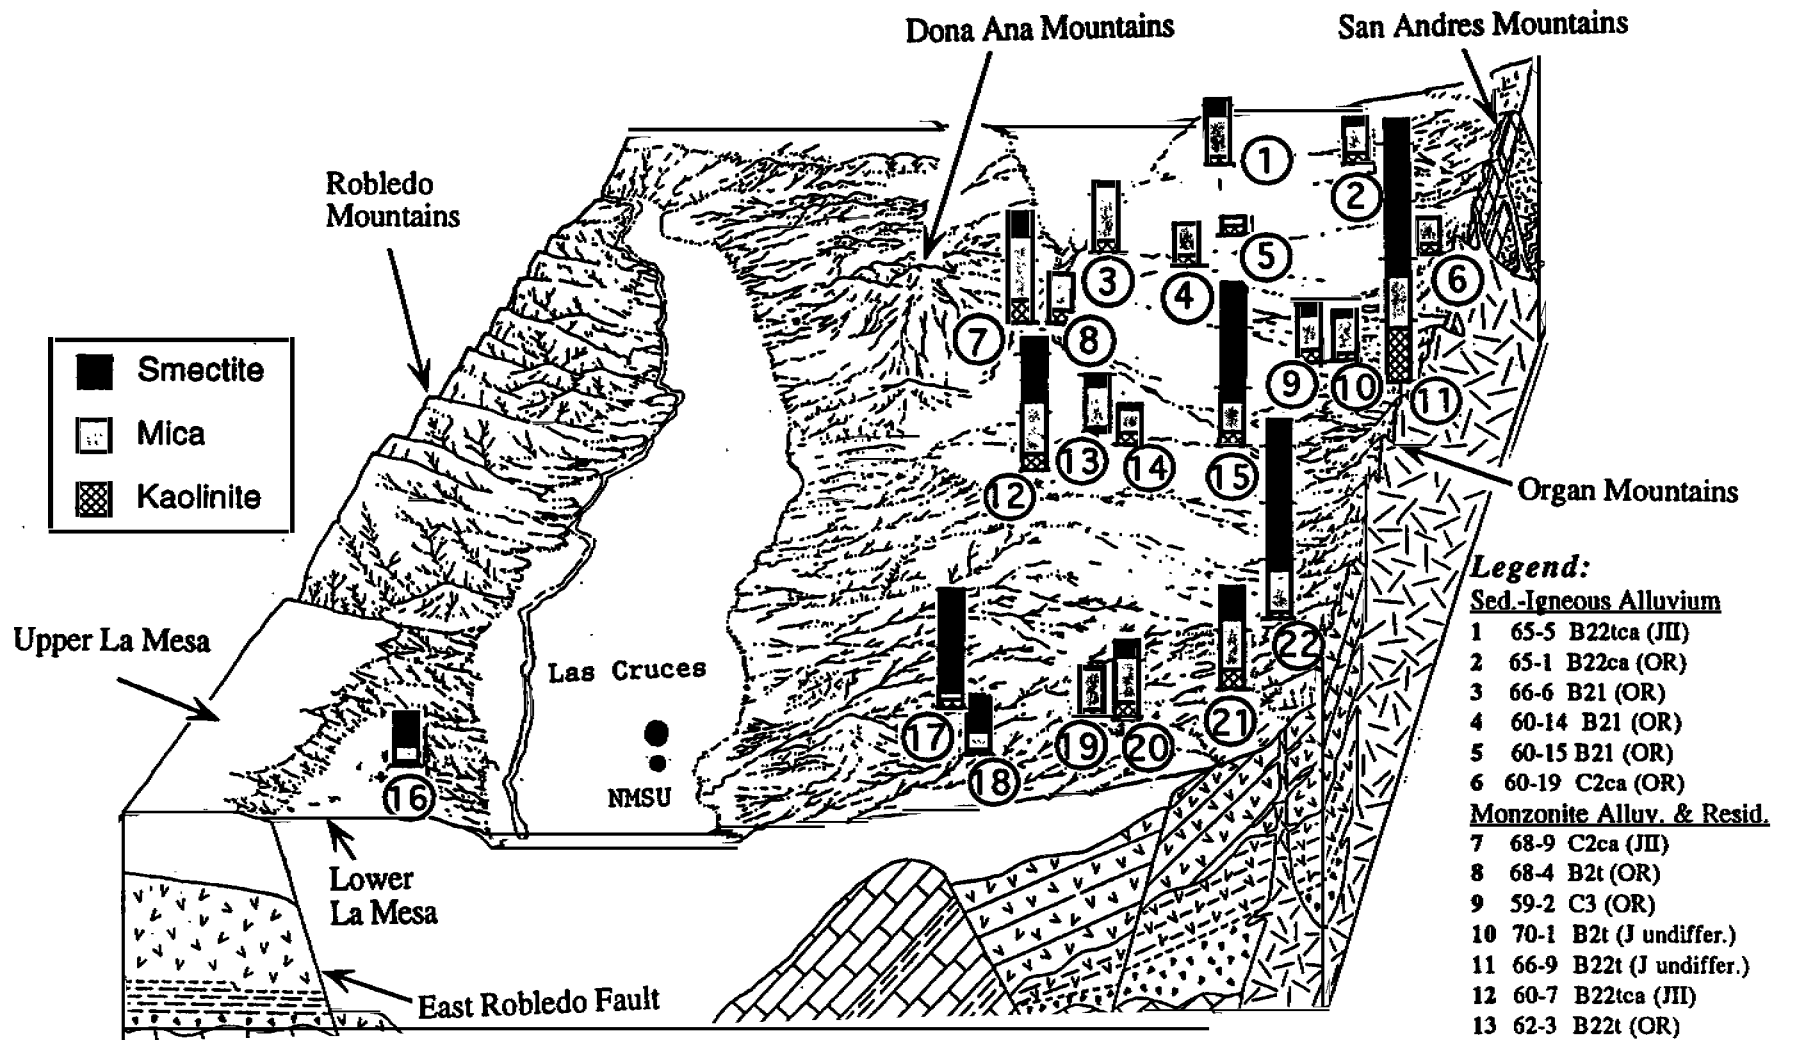 Dona Ana Mountains
San Andres Mountains
Robledo
Mountains
Smectite
Mica
Kaolinite
1
2
3
4
5
6
7
8
9
10
11
12
13
14
15
16
17
18
19
20
21
22
Organ Mountains
Upper La Mesa
Las Cruces
NMSU
Lower
La Mesa
East Robledo Fault
Legend:
Sed.-Igneous Alluvium
1 65-5 B22tca (JII)
2 65-1 B22ca (OR)
3 66-6 B21 (OR)
4 60-14 B21 (OR)
5 60-15 B21 (OR)
6 60-19 C2ca (OR)
Monzonite Alluv. & Resid.
7 68-9 C2ca (JII)
8 68-4 B2t (OR)
9 59-2 C3 (OR)
10 70-1 B2t (J undiffer.)
11 66-9 B22t (J undiffer.)
12 60-7 B22tca (JII)
13 62-3 B22t (OR)